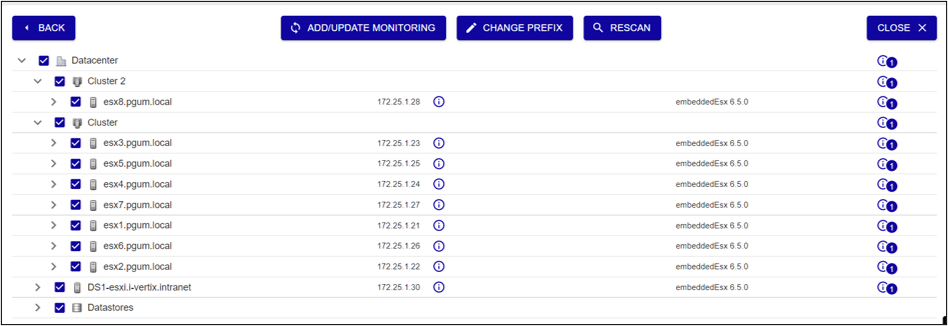 BACK ADD/UPDATE MONITORING CHANGE PREFIX RESCAN CLOSE
Datacenter 1
Cluster 2 1
esx8.pgum.local 172.25.1.28 embeddedEsx 6.5.0 1
Cluster 1
esx3.pgum.local 172.25.1.23 embeddedEsx 6.5.0 1
esx5.pgum.local 172.25.1.25 embeddedEsx 6.5.0 1
esx4.pgum.local 172.25.1.24 embeddedEsx 6.5.0 1
esx7.pgum.local 172.25.1.27 embeddedEsx 6.5.0 1
esx1.pgum.local 172.25.1.21 embeddedEsx 6.5.0 1
esx6.pgum.local 172.25.1.26 embeddedEsx 6.5.0 1
esx2.pgum.local 172.25.1.22 embeddedEsx 6.5.0 1
DS1-esxi.i-vertix.intranet 172.25.1.30 embeddedEsx 6.5.0 1
Datastores 1